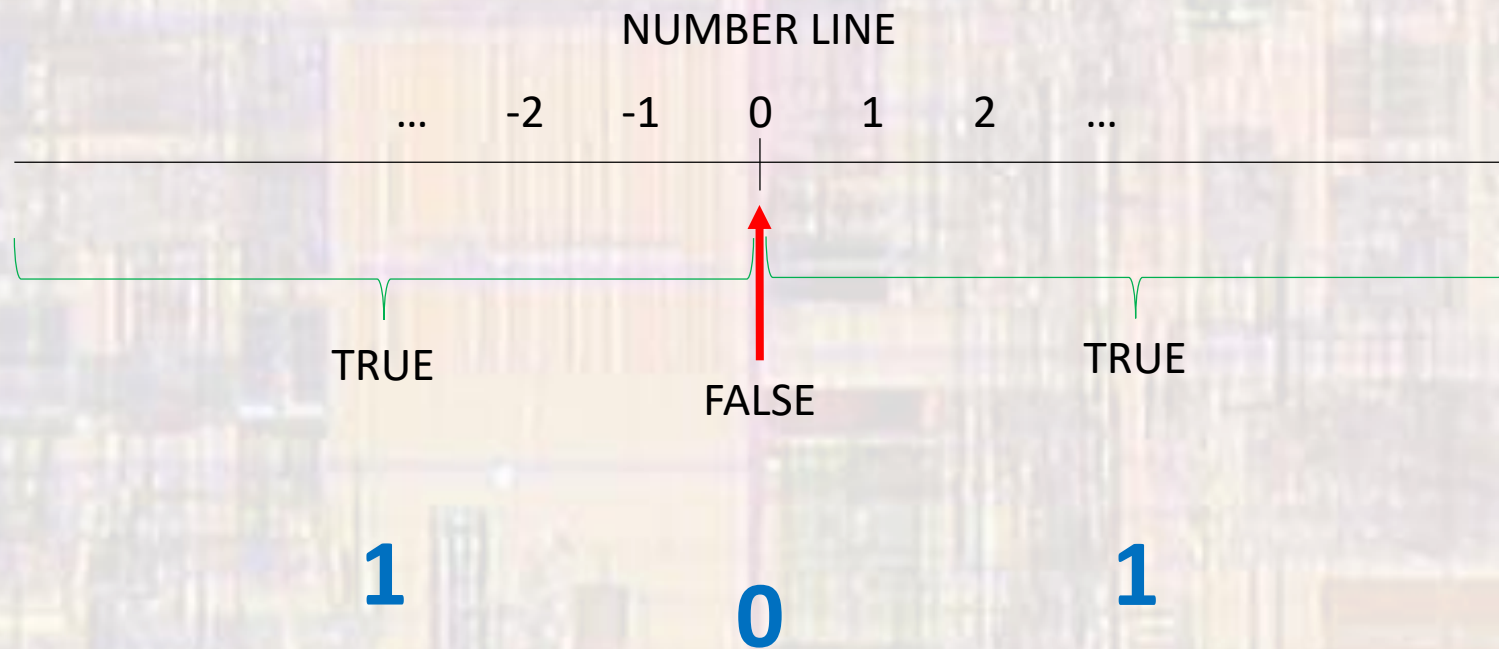 NUMBER LINE
… -2 -1 0 1 2 …
TRUE
TRUE
FALSE
1
1
0